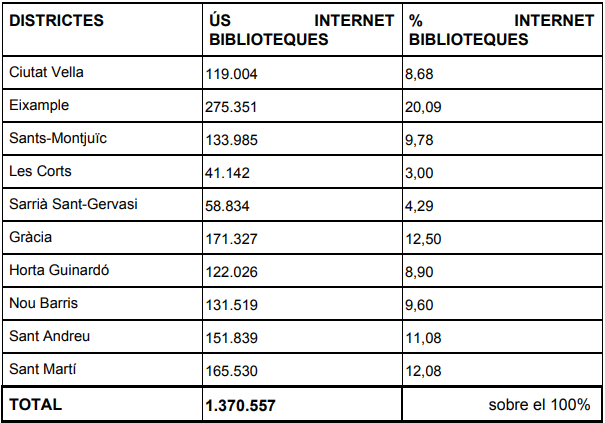 DISTRICTES ÚS INTERNET BIBLIOTEQUES % INTERNET BIBLIOTEQUES
Ciutat Vella 119.004 8,68
Eixample 275.351 20,09
Sants-Montjuïc 133.985 9,78
Les Corts 41.142 3,00
Sarrià Sant-Gervasi 58.834 4,29
Gràcia 171.327 12,50
Horta Guinardó 122.026 8,90
Nou Barris 131.519 9,60
Sant Andreu 151.839 11,08
Sant Martí 165.530 12,08
TOTAL 1.370.557 sobre el 100%